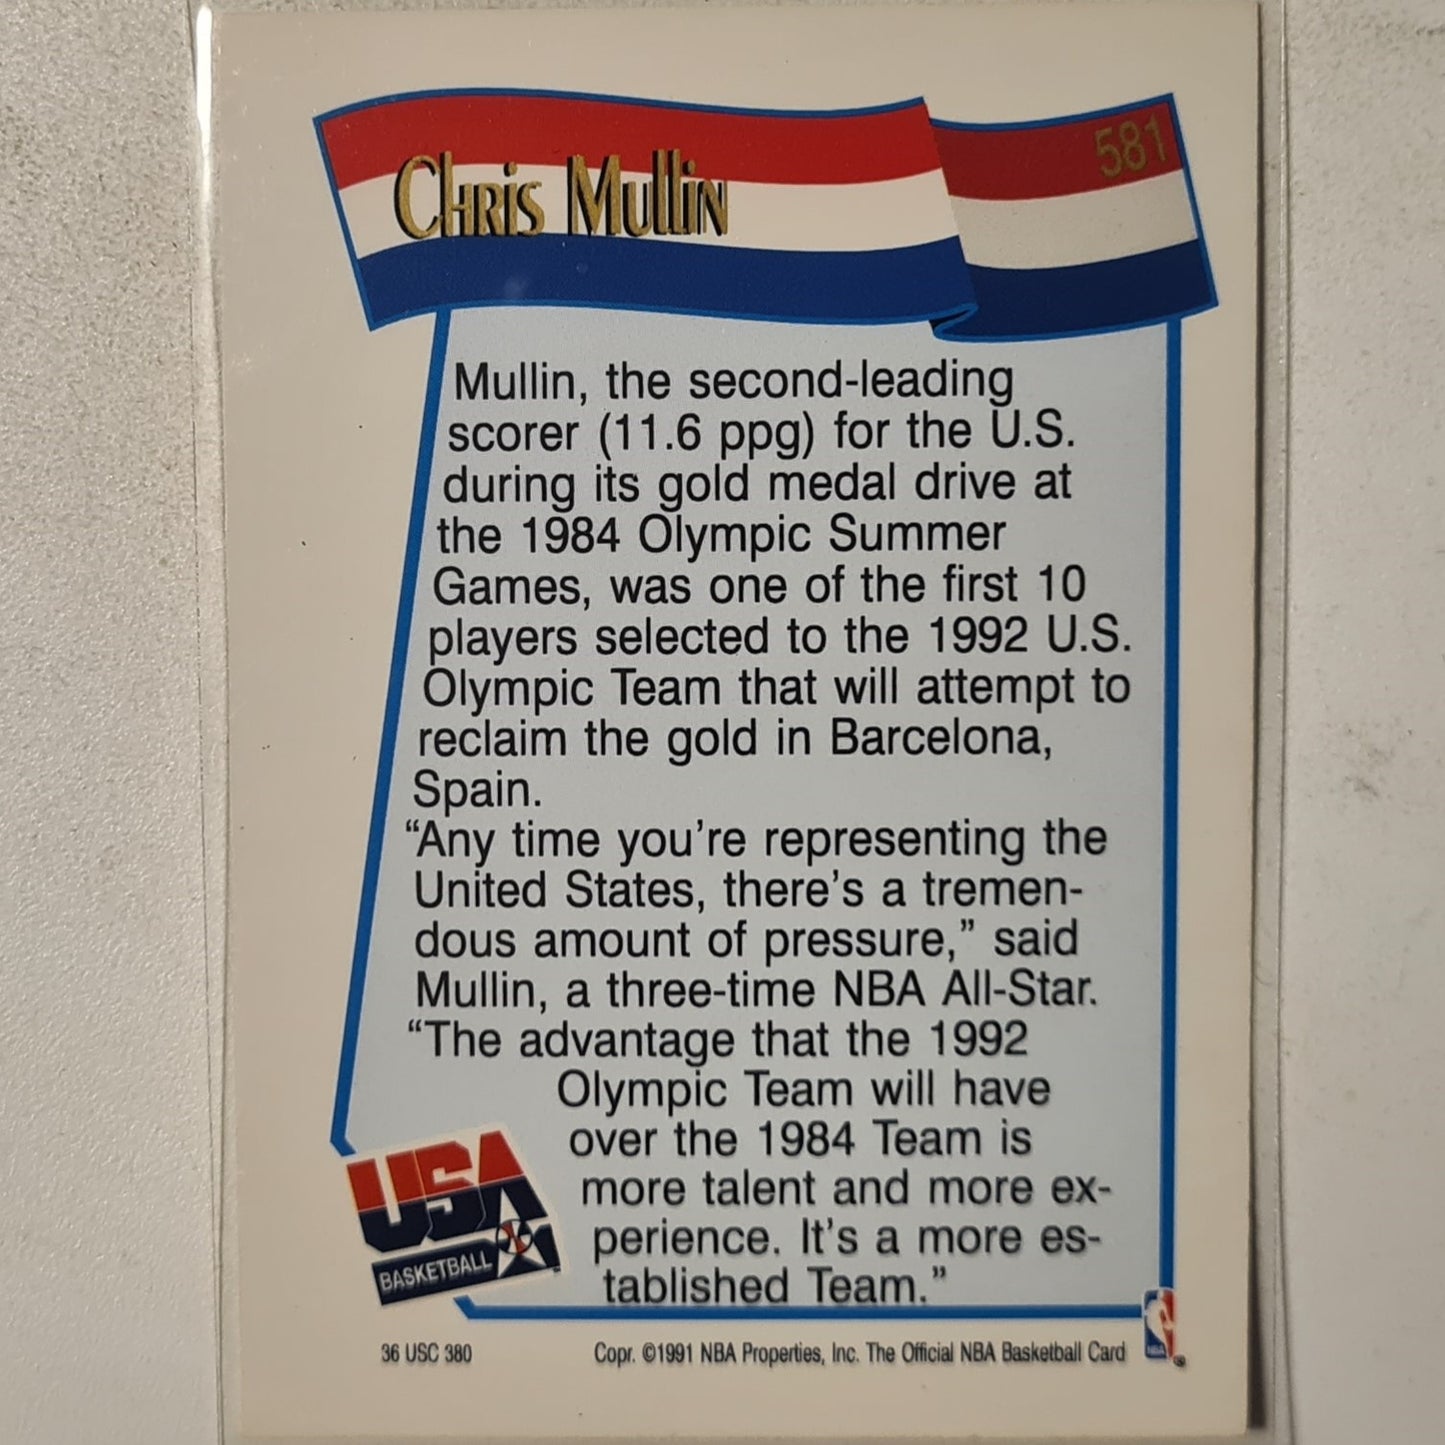 581
Chris Mullin
Mullin, the second-leading
scorer (11.6 ppg) for the U.S.
during its gold medal drive at
the 1984 Olympic Summer
Games, was one of the first 10
players selected to the 1992 U.S.
Olympic Team that will attempt to
reclaim the gold in Barcelona,
Spain.
“Any time you’re representing the
United States, there’s a tremen-
dous amount of pressure,” said
Mullin, a three-time NBA All-Star.
“The advantage that the 1992
Olympic Team will have
over the 1984 Team is
more talent and more ex-
perience. It’s a more es-
tablished Team.”
USA
BASKETBALL
NBA
36 USC 380
Copr. ©1991 NBA Properties, Inc. The Official NBA Basketball Card